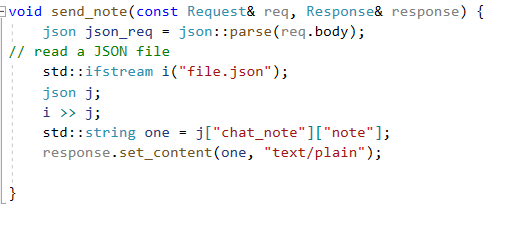 void send_note(const Request& req, Response& response) {
    json json_req = json::parse(req.body);
// read a JSON file
    std::ifstream i("file.json");
    json j;
    i >> j;
    std::string one = j["chat_note"]["note"];
    response.set_content(one, "text/plain");
}